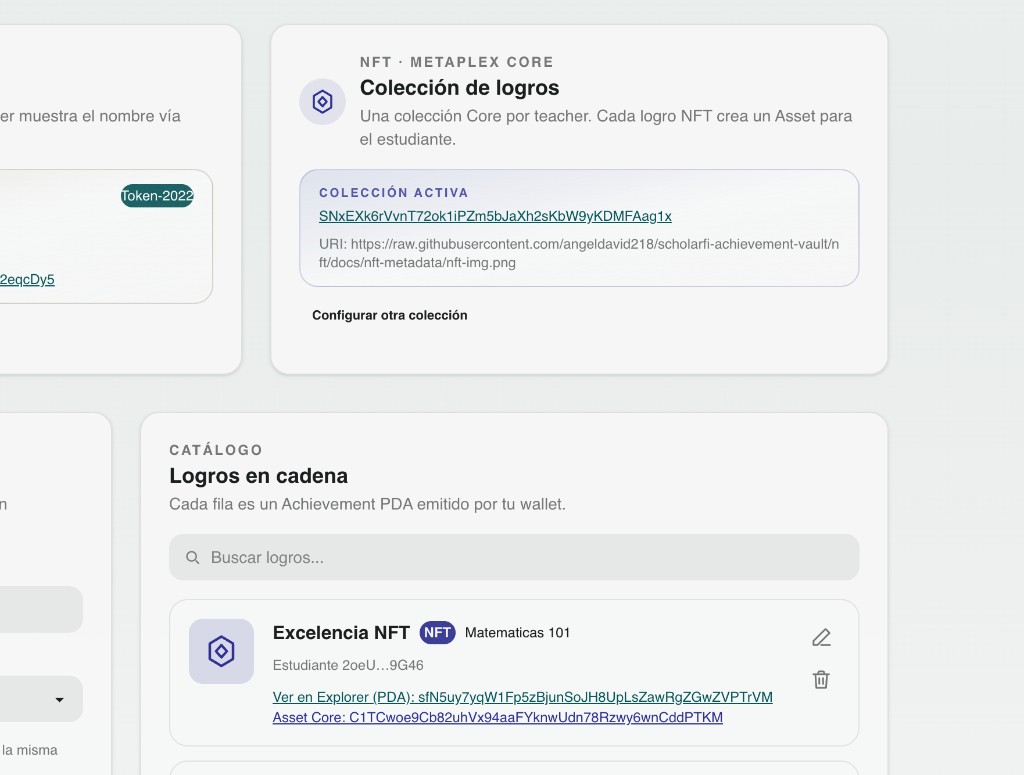 er muestra el nombre vía
Token-2022
2eqcDy5
NFT · METAPLEX CORE
Colección de logros
Una colección Core por teacher. Cada logro NFT crea un Asset para
el estudiante.
COLECCIÓN ACTIVA
SNxEXk6rVvnT72ok1iPZm5bJaXh2sKbW9yKDMFAag1x
URI: https://raw.githubusercontent.com/angeldavid218/scholarfi-achievement-vault/n
ft/docs/nft-metadata/nft-img.png
Configurar otra colección
n
la misma
CATÁLOGO
Logros en cadena
Cada fila es un Achievement PDA emitido por tu wallet.
Buscar logros...
Excelencia NFT NFT Matematicas 101
Estudiante 2oeU…9G46
Ver en Explorer (PDA): sfN5uy7yqW1Fp5zBjunSoJH8UpLsZawRgZGwZVPTrVM
Asset Core: C1TCwoe9Cb82uhVx94aaFYknwUdn78Rzwy6wnCddPTKM